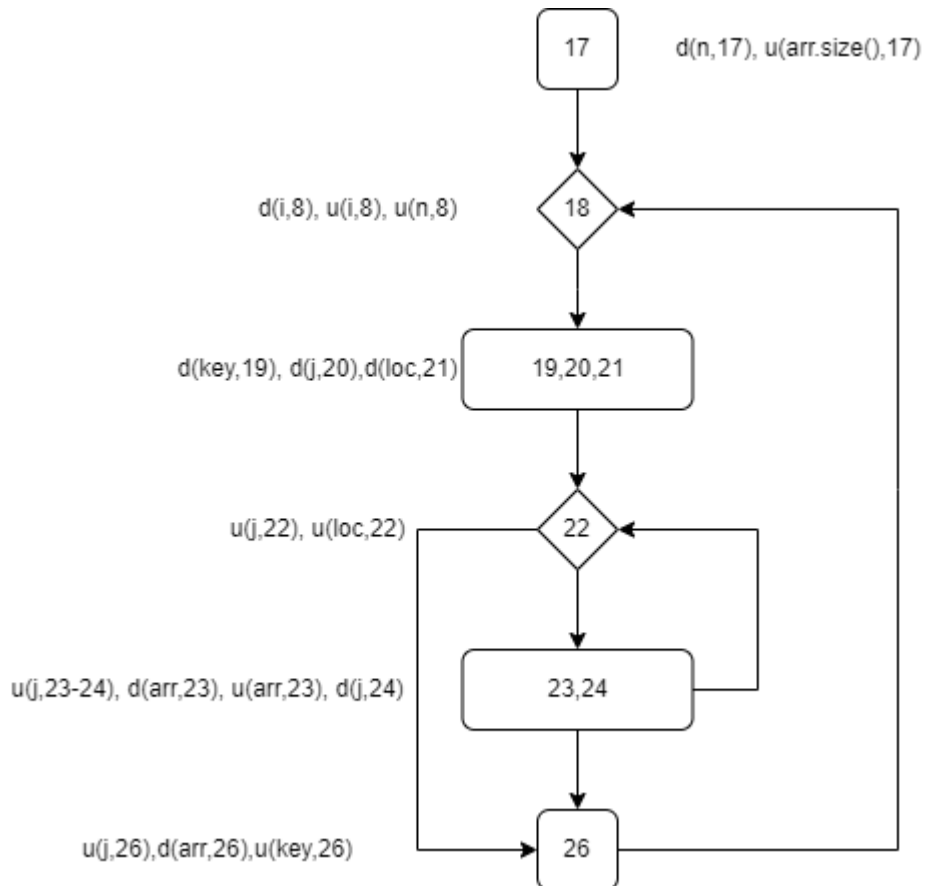 17
d(n,17), u(arr.size(),17)
d(i,8), u(i,8), u(n,8)
18
d(key,19), d(j,20),d(loc,21)
19,20,21
u(j,22), u(loc,22)
22
u(j,23-24), d(arr,23), u(arr,23), d(j,24)
23,24
u(j,26),d(arr,26),u(key,26)
26